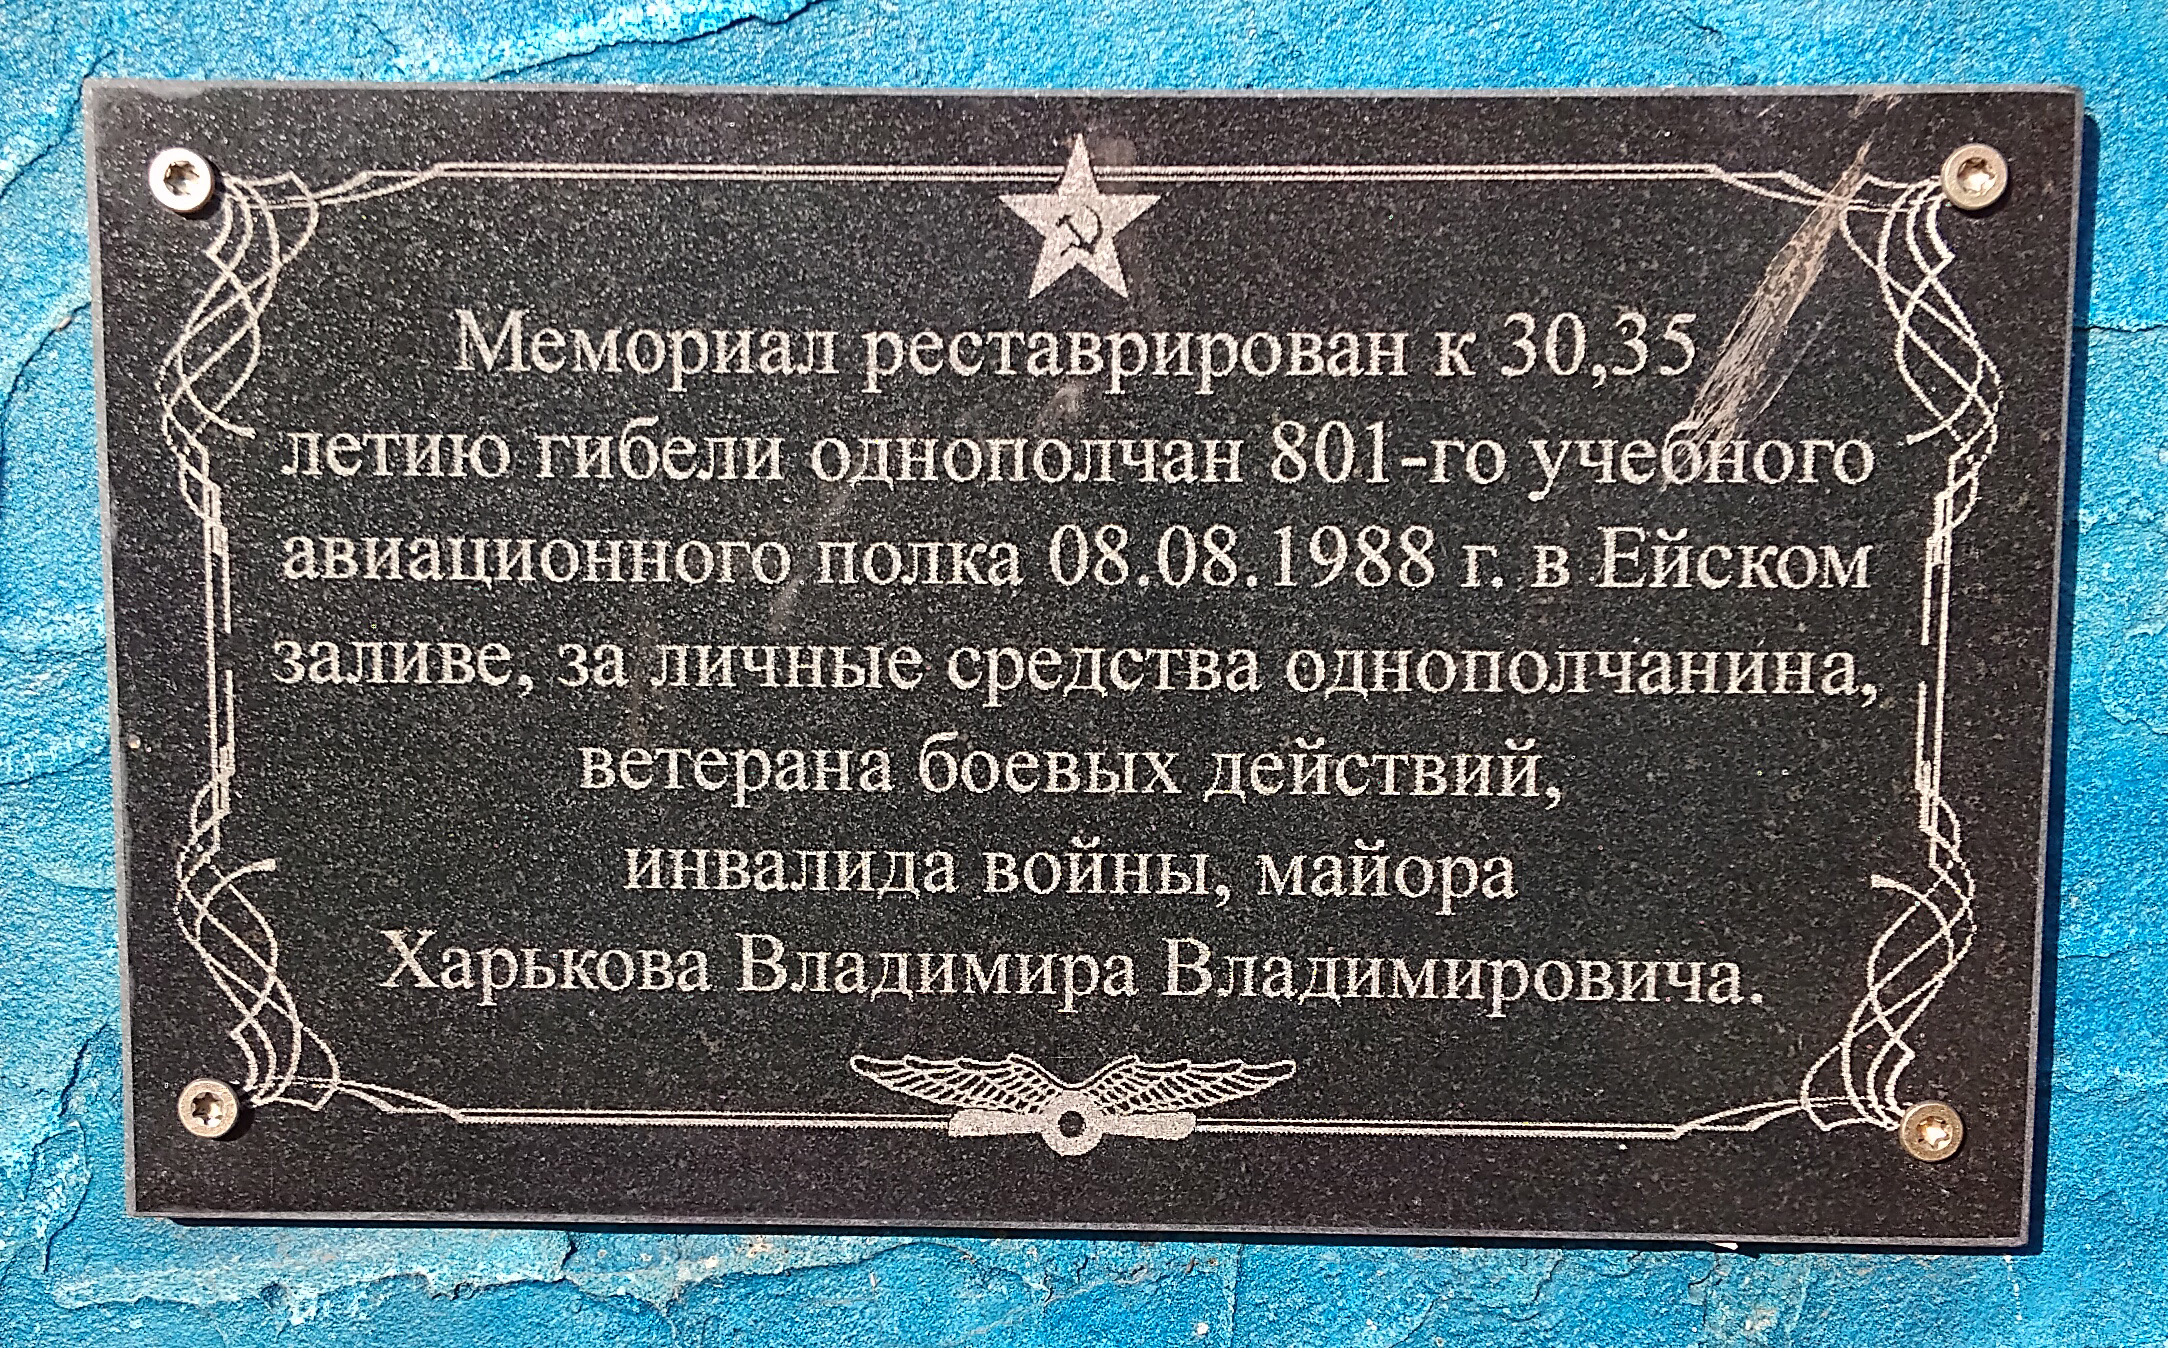 Мемориал реставрирован к 30,35
летию гибели однополчан 801-го учебного
авиационного полка 08.08.1988 г. в Ейском
заливе, за личные средства однополчанина,
ветерана боевых действий,
инвалида войны, майора
Харькова Владимира Владимировича.